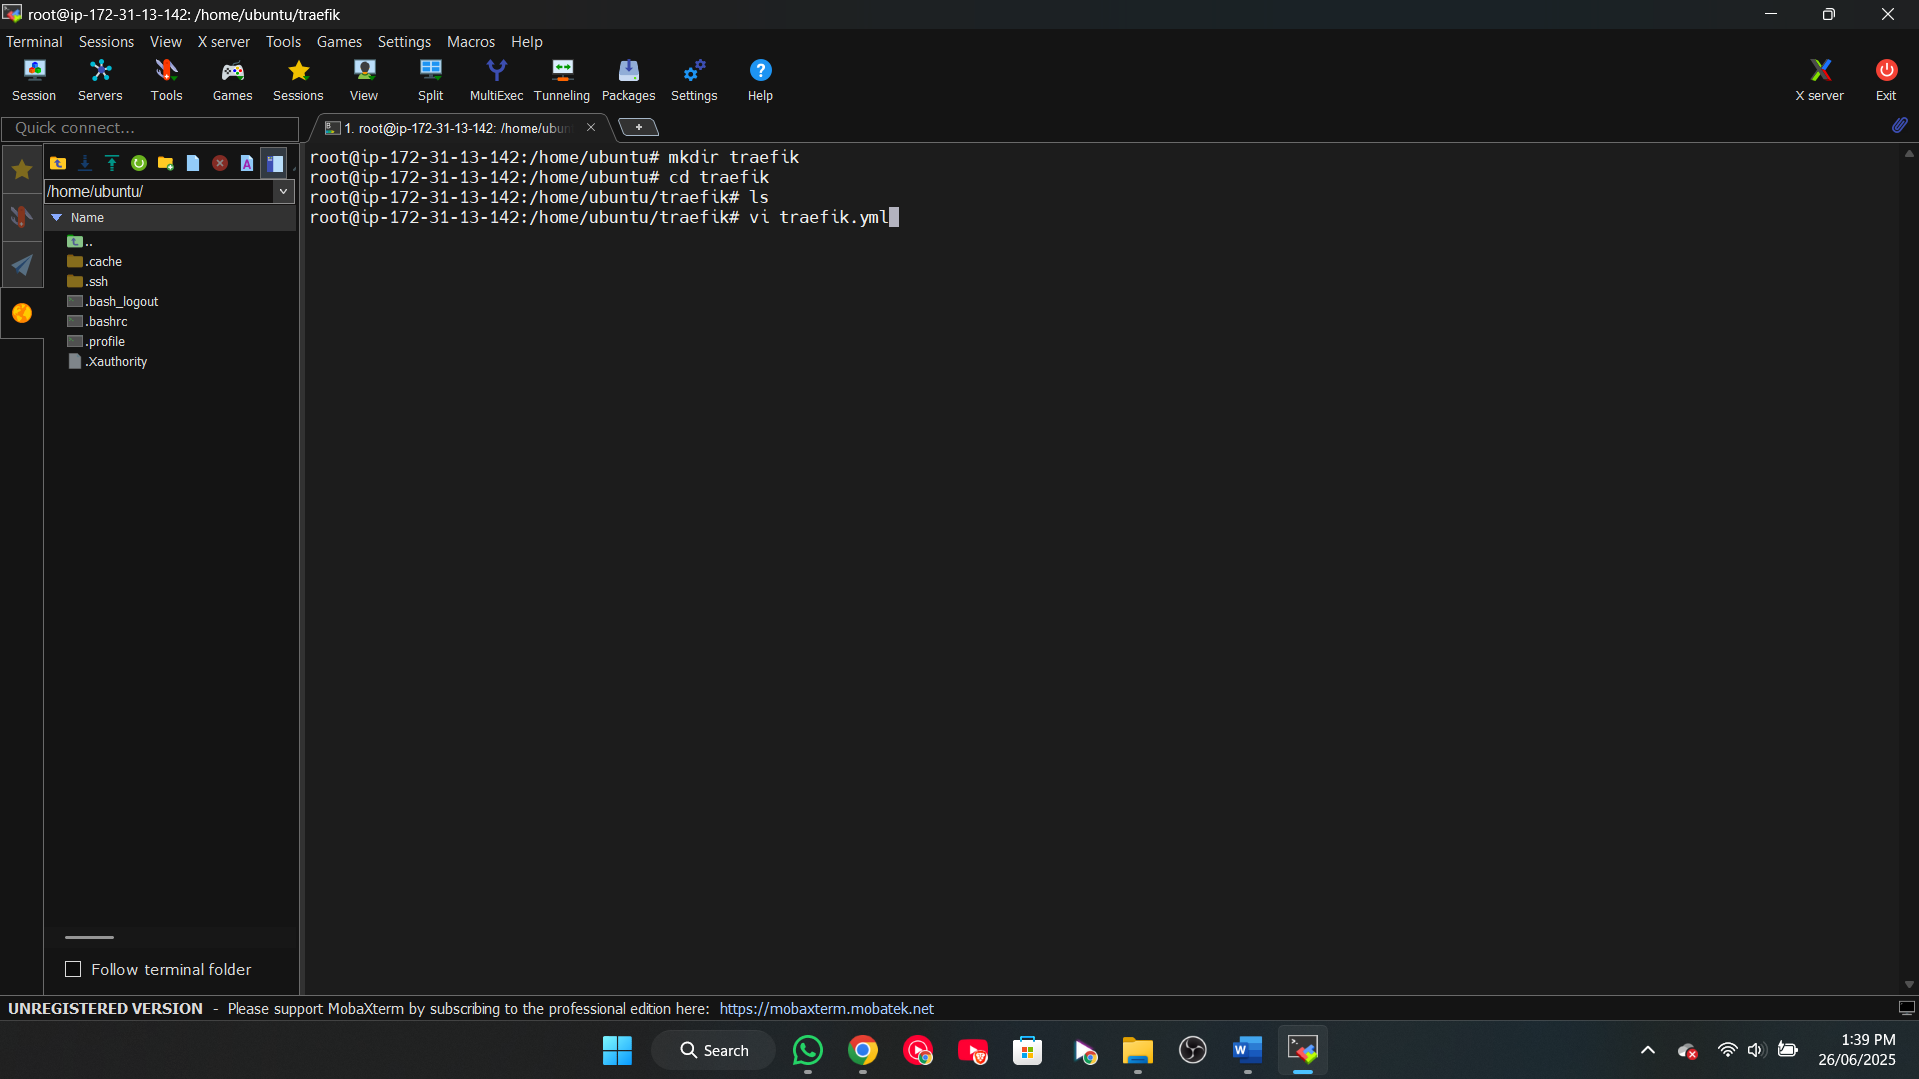 root@ip-172-31-13-142: /home/ubuntu/traefik
Terminal Sessions View X server Tools Games Settings Macros Help
Session Servers Tools Games Sessions View Split MultiExec Tunneling Packages Settings Help X server Exit
Quick connect...
1. root@ip-172-31-13-142: /home/ubun
/home/ubuntu/
Name
..
.cache
.ssh
.bash_logout
.bashrc
.profile
.Xauthority
root@ip-172-31-13-142:/home/ubuntu# mkdir traefik
root@ip-172-31-13-142:/home/ubuntu# cd traefik
root@ip-172-31-13-142:/home/ubuntu/traefik# ls
root@ip-172-31-13-142:/home/ubuntu/traefik# vi traefik.yml
Follow terminal folder
UNREGISTERED VERSION - Please support MobaXterm by subscribing to the professional edition here: https://mobaxterm.mobatek.net
Search
1:39 PM
26/06/2025